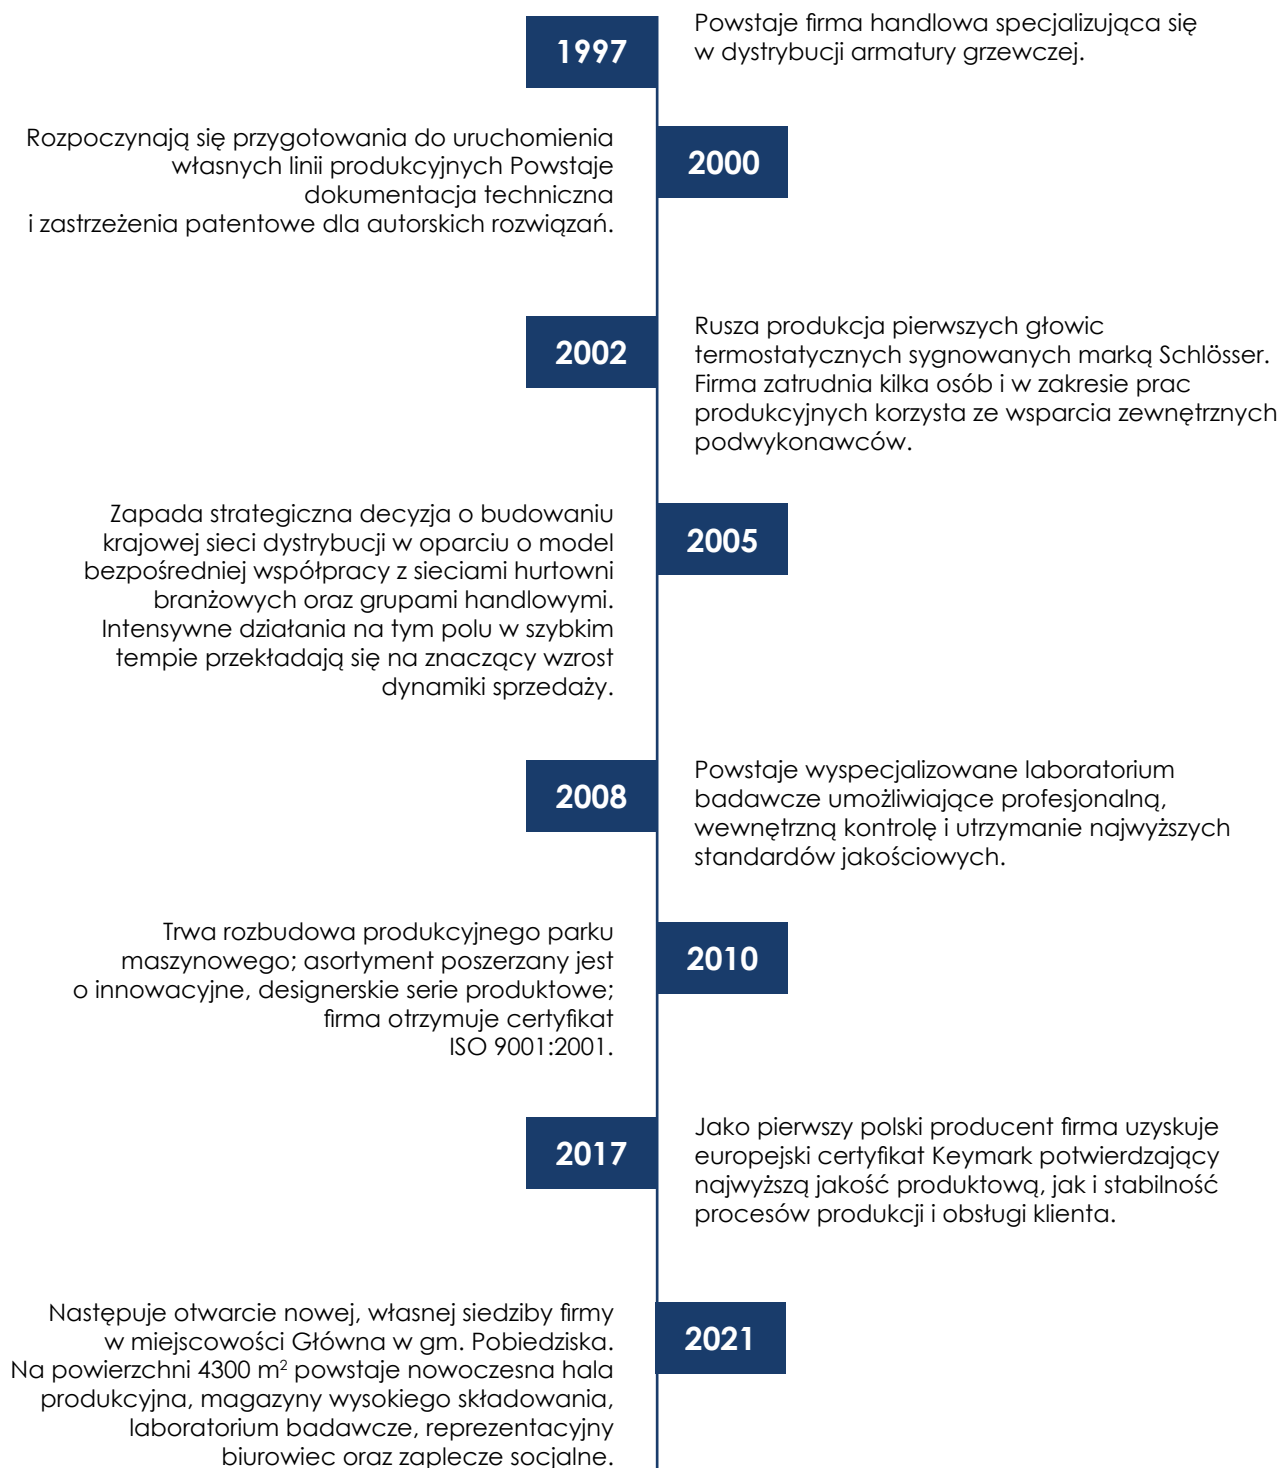 1997
Powstaje firma handlowa specjalizująca się
w dystrybucji armatury grzewczej.
2000
Rozpoczynają się przygotowania do uruchomienia
własnych linii produkcyjnych Powstaje
dokumentacja techniczna
i zastrzeżenia patentowe dla autorskich rozwiązań.
2002
Rusza produkcja pierwszych głowic
termostatycznych sygnowanych marką Schlösser.
Firma zatrudnia kilka osób i w zakresie prac
produkcyjnych korzysta ze wsparcia zewnętrznych
podwykonawców.
2005
Zapada strategiczna decyzja o budowaniu
krajowej sieci dystrybucji w oparciu o model
bezpośredniej współpracy z sieciami hurtowni
branżowych oraz grupami handlowymi.
Intensywne działania na tym polu w szybkim
tempie przekładają się na znaczący wzrost
dynamiki sprzedaży.
2008
Powstaje wyspecjalizowane laboratorium
badawcze umożliwiające profesjonalną,
wewnętrzną kontrolę i utrzymanie najwyższych
standardów jakościowych.
2010
Trwa rozbudowa produkcyjnego parku
maszynowego; asortyment poszerzany jest
o innowacyjne, designerskie serie produktowe;
firma otrzymuje certyfikat
ISO 9001:2001.
2017
Jako pierwszy polski producent firma uzyskuje
europejski certyfikat Keymark potwierdzający
najwyższą jakość produktową, jak i stabilność
procesów produkcji i obsługi klienta.
2021
Następuje otwarcie nowej, własnej siedziby firmy
w miejscowości Główna w gm. Pobiedziska.
Na powierzchni 4300 m² powstaje nowoczesna hala
produkcyjna, magazyny wysokiego składowania,
laboratorium badawcze, reprezentacyjny
biurowiec oraz zaplecze socjalne.